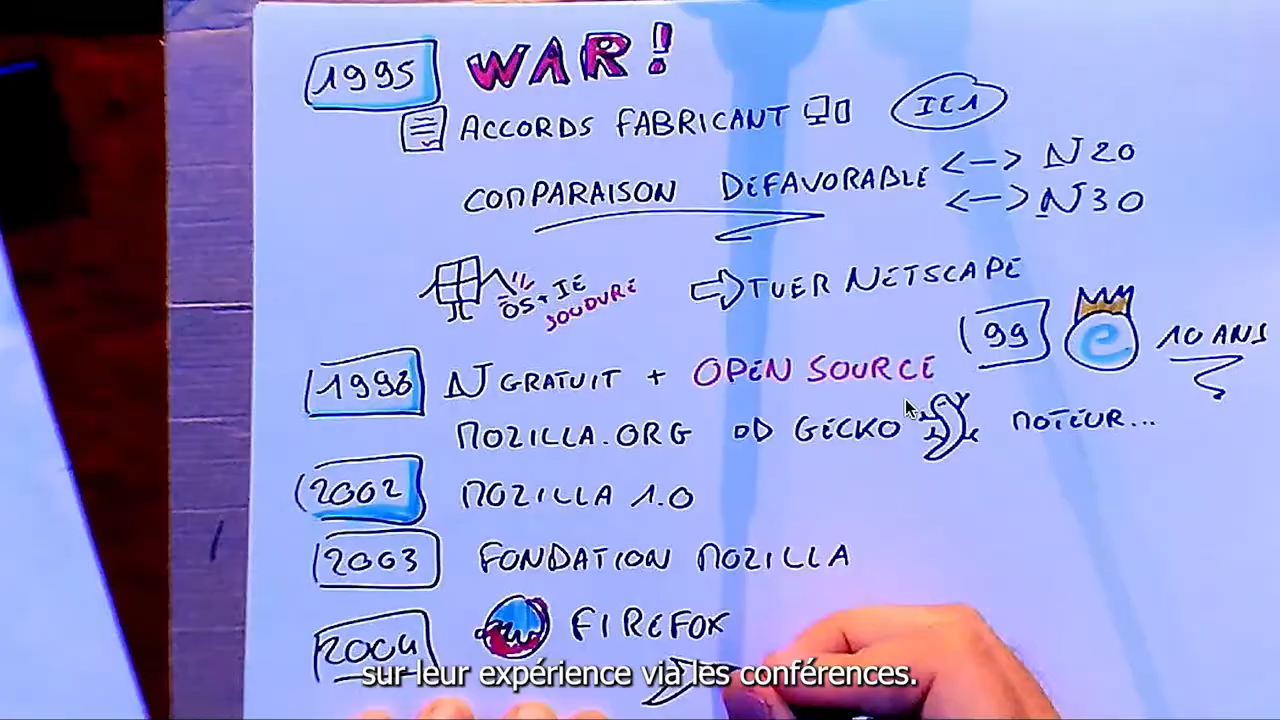 1995 WAR!
ACCORDS FABRICANT IE1
COMPARAISON DEFAVORABLE <-> N20
<-> N30
OS + IE
SOUDURE
TUER NETSCAPE
99 e 10 ANS
1998 N GRATUIT + OPEN SOURCE
MOZILLA.ORG GECKO MOTEUR...
2002 MOZILLA 1.0
2003 FONDATION MOZILLA
2004 FIREFOX
sur leur expérience via les conférences.